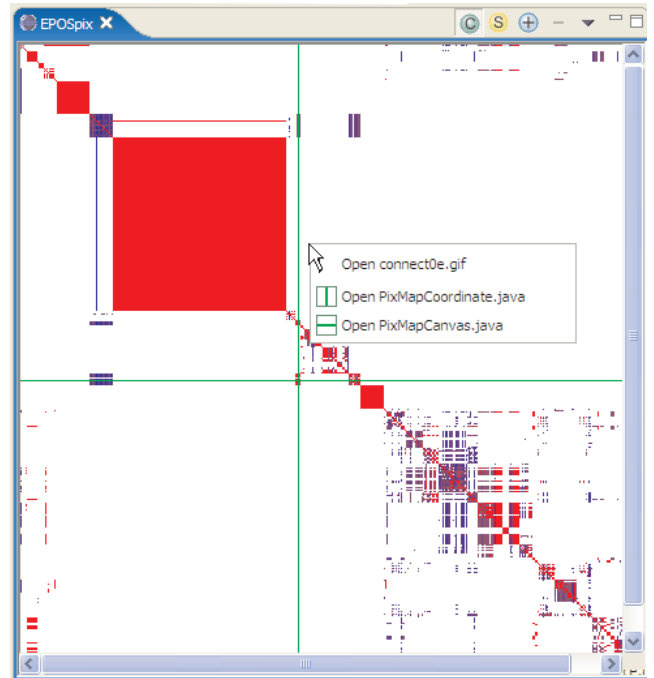 EPOSpix
C S
Open connect0e.gif
Open PixMapCoordinate.java
Open PixMapCanvas.java